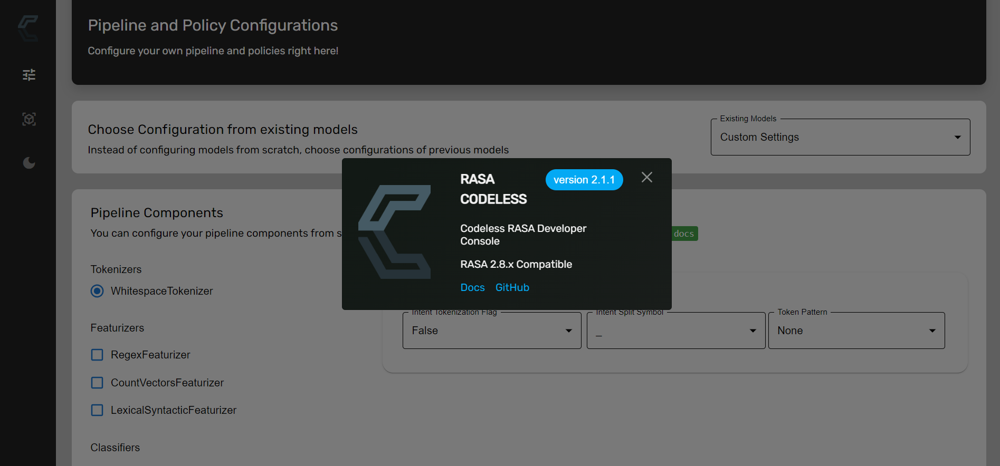 Pipeline and Policy Configurations
Configure your own pipeline and policies right here!
Choose Configuration from existing models
Instead of configuring models from scratch, choose configurations of previous models
Existing Models
Custom Settings
RASA
CODELESS
version 2.1.1
Codeless RASA Developer
Console
RASA 2.8.x Compatible
Docs GitHub
Pipeline Components
You can configure your pipeline components from s
docs
Tokenizers
WhitespaceTokenizer
Featurizers
RegexFeaturizer
CountVectorsFeaturizer
LexicalSyntacticFeaturizer
Classifiers
Intent Tokenization Flag
False
Intent Split Symbol
_
Token Pattern
None